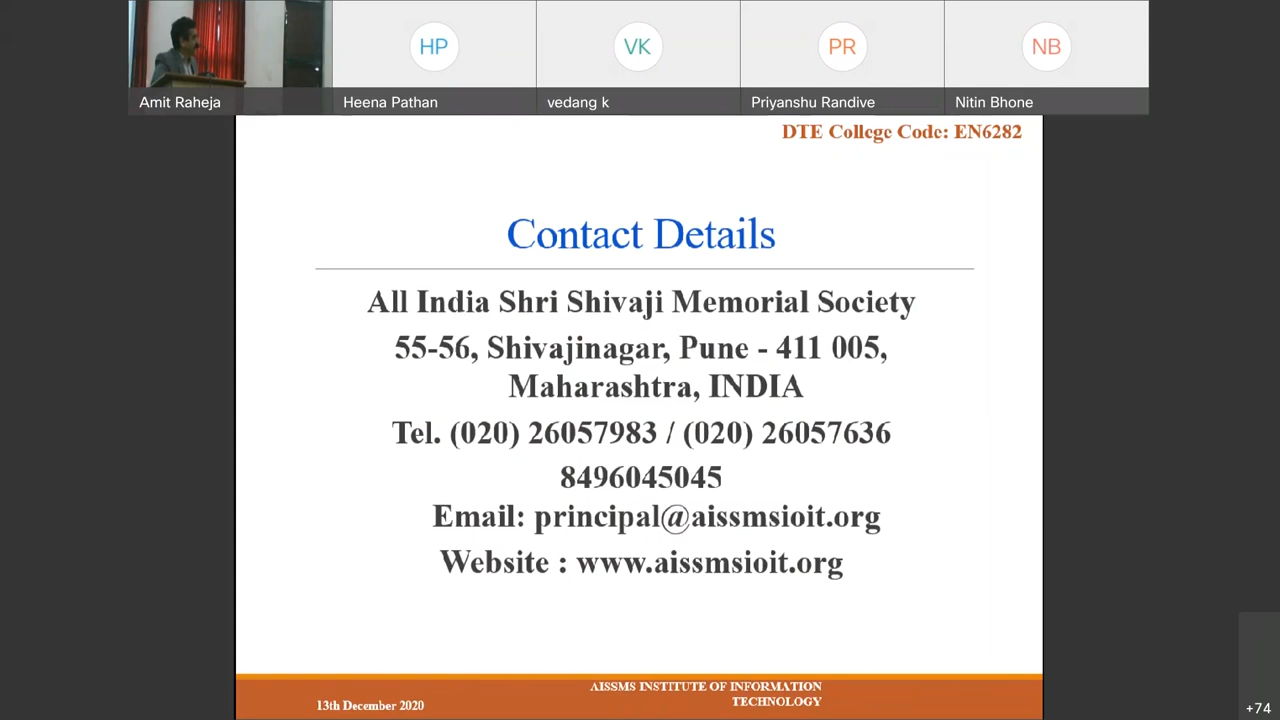 HP
VK
PR
NB
Amit Raheja
Heena Pathan
vedang k
Priyanshu Randive
Nitin Bhone
DTE College Code: EN6282
Contact Details
All India Shri Shivaji Memorial Society
55-56, Shivajinagar, Pune - 411 005,
Maharashtra, INDIA
Tel. (020) 26057983 / (020) 26057636
8496045045
Email: principal@aissmsioit.org
Website : www.aissmsioit.org
AISSMS INSTITUTE OF INFORMATION
TECHNOLOGY
13th December 2020
+74